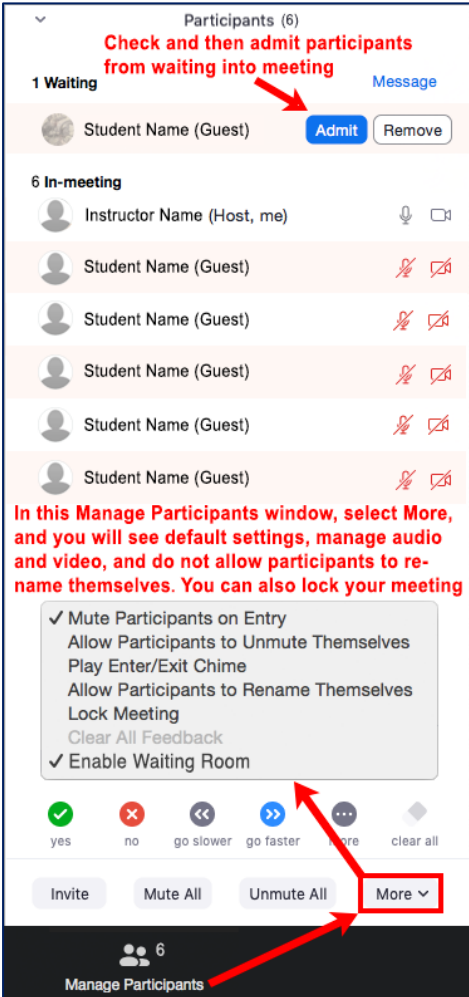 Participants (6)
Check and then admit participants
from waiting into meeting
1 Waiting Message
Student Name (Guest) Admit Remove
6 In-meeting
Instructor Name (Host, me)
Student Name (Guest)
Student Name (Guest)
Student Name (Guest)
Student Name (Guest)
Student Name (Guest)
In this Manage Participants window, select More,
and you will see default settings, manage audio
and video, and do not allow participants to re-
name themselves. You can also lock your meeting
✓ Mute Participants on Entry
Allow Participants to Unmute Themselves
Play Enter/Exit Chime
Allow Participants to Rename Themselves
Lock Meeting
Clear All Feedback
✓ Enable Waiting Room
yes no go slower go faster more clear all
Invite Mute All Unmute All More
6
Manage Participants